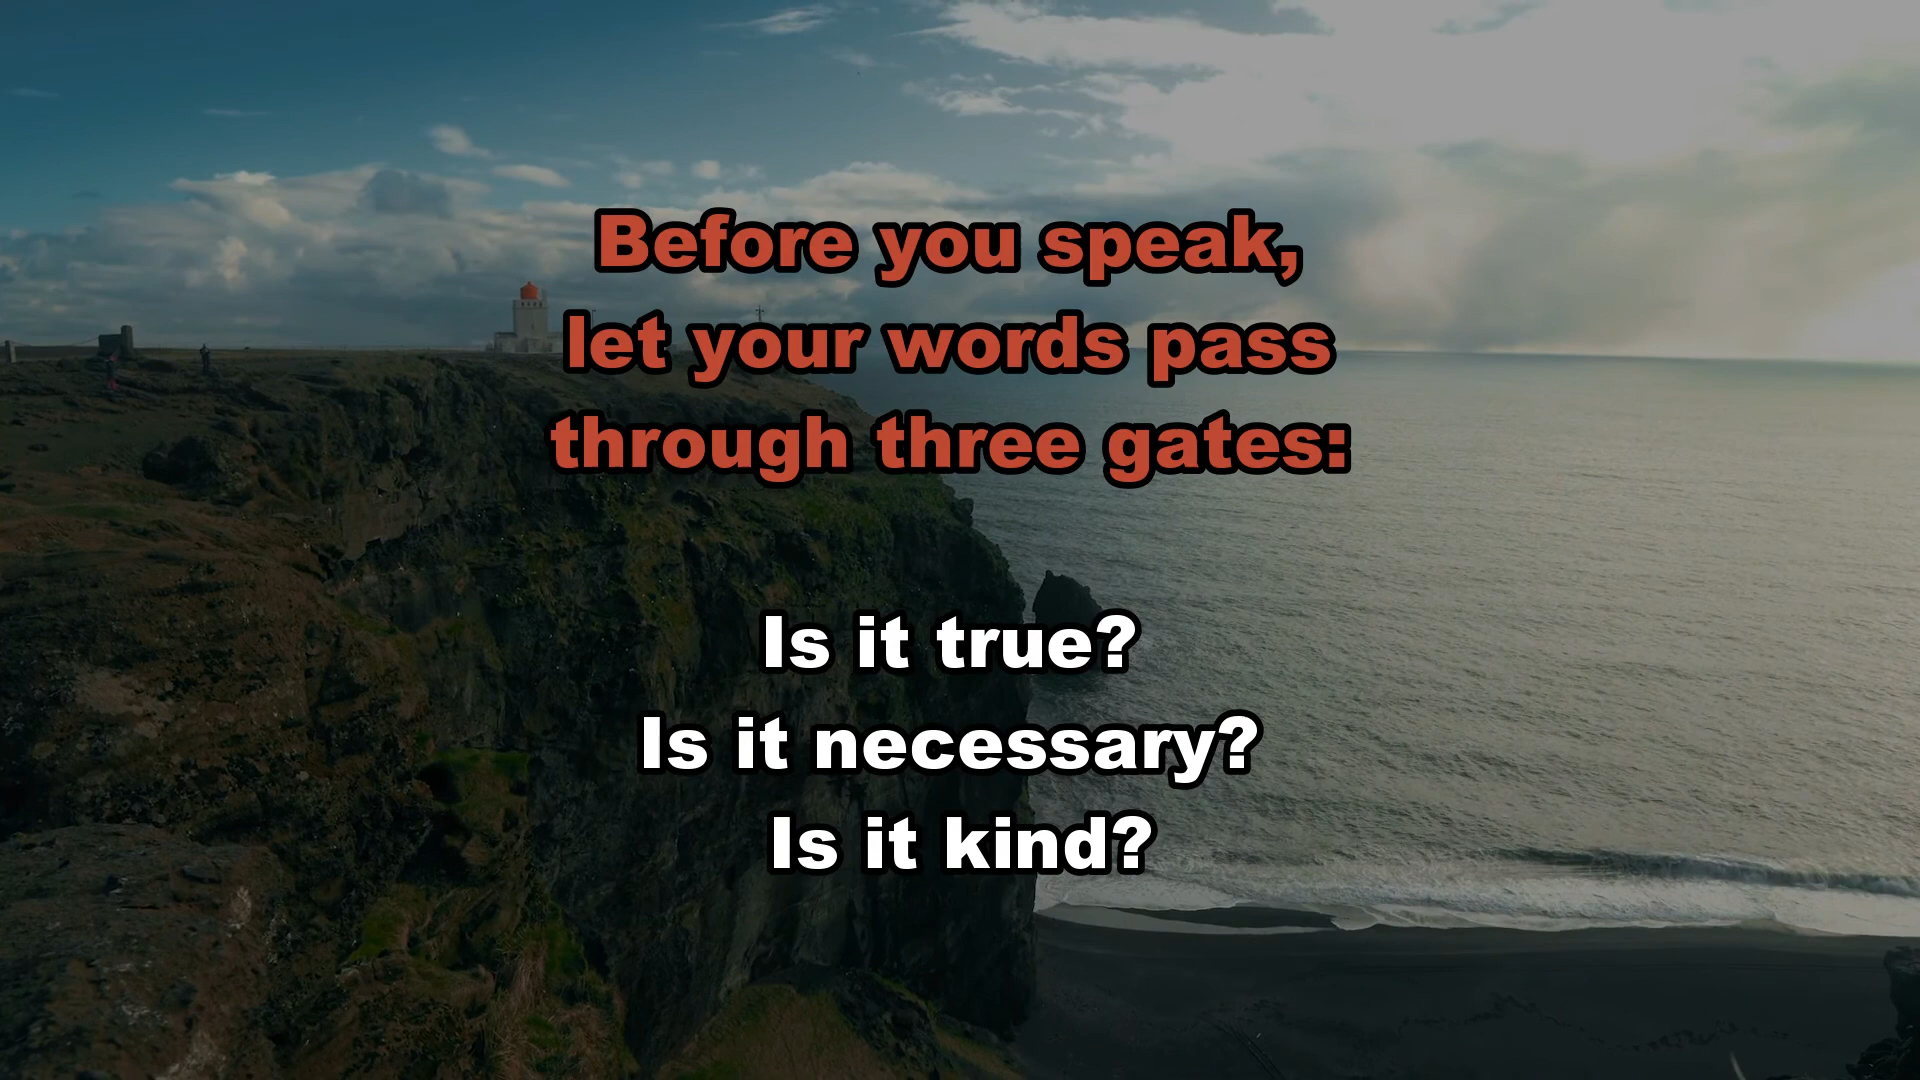 Before you speak,
let your words pass
through three gates:
Is it true?
Is it necessary?
Is it kind?